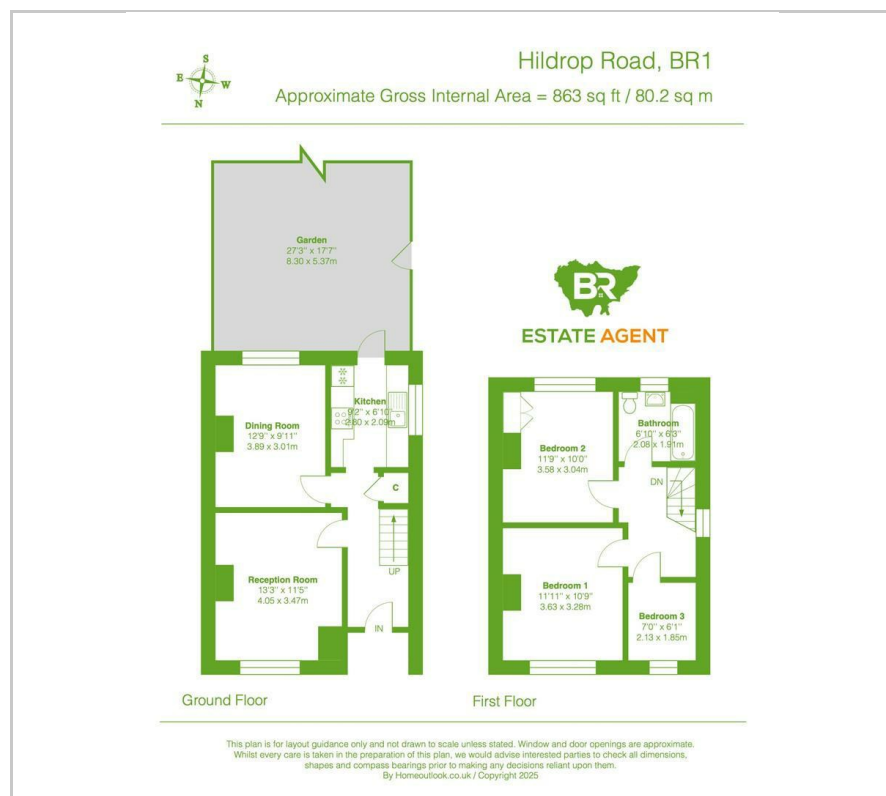 Hildrop Road, BR1
Approximate Gross Internal Area = 863 sq ft / 80.2 sq m
S
E
W
N
Garden
27'3'' x 17'7''
8.30 x 5.37m
BR
ESTATE AGENT
Kitchen
9'2'' x 6'10''
2.80 x 2.09m
Dining Room
12'9'' x 9'11''
3.89 x 3.01m
C
Reception Room
13'3'' x 11'5''
4.05 x 3.47m
UP
IN
Ground Floor
Bathroom
6'10'' x 6'3''
2.08 x 1.91m
Bedroom 2
11'9'' x 10'0''
3.58 x 3.04m
DN
Bedroom 1
11'11'' x 10'9''
3.63 x 3.28m
Bedroom 3
7'0'' x 6'1''
2.13 x 1.85m
First Floor
This plan is for layout guidance only and not drawn to scale unless stated. Window and door openings are approximate.
Whilst every care is taken in the preparation of this plan, we would advise interested parties to check all dimensions,
shapes and compass bearings prior to making any decisions reliant upon them.
By Homeoutlook.co.uk / Copyright 2025